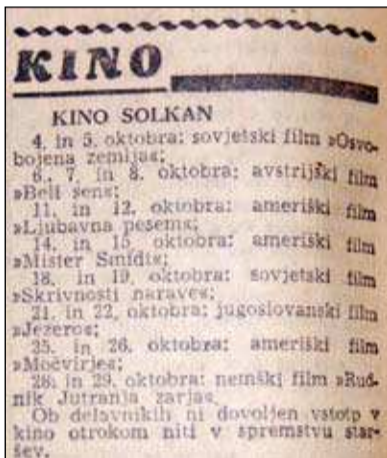 KINO
KINO SOLKAN
4. in 5. oktobra: sovjetski film »Osvo-
bojena zemlja«;
6., 7. in 8. oktobra: avstrijski film
»Beli sen«;
11. in 12. oktobra: ameriški film
»Ljubavna pesem«;
14. in 15. oktobra: ameriški film
»Mister Smidt«;
18. in 19. oktobra: sovjetski film
»Skrivnosti narave«;
21. in 22. oktobra: jugoslovanski film
»Jezero«;
25. in 26. oktobra: ameriški film
»Močvirje«;
28. in 29. oktobra: nemški film »Rud-
nik Jutranja zarja«.
Ob delavnikih ni dovoljen vstop v
kino otrokom niti v spremstvu star-
šev.